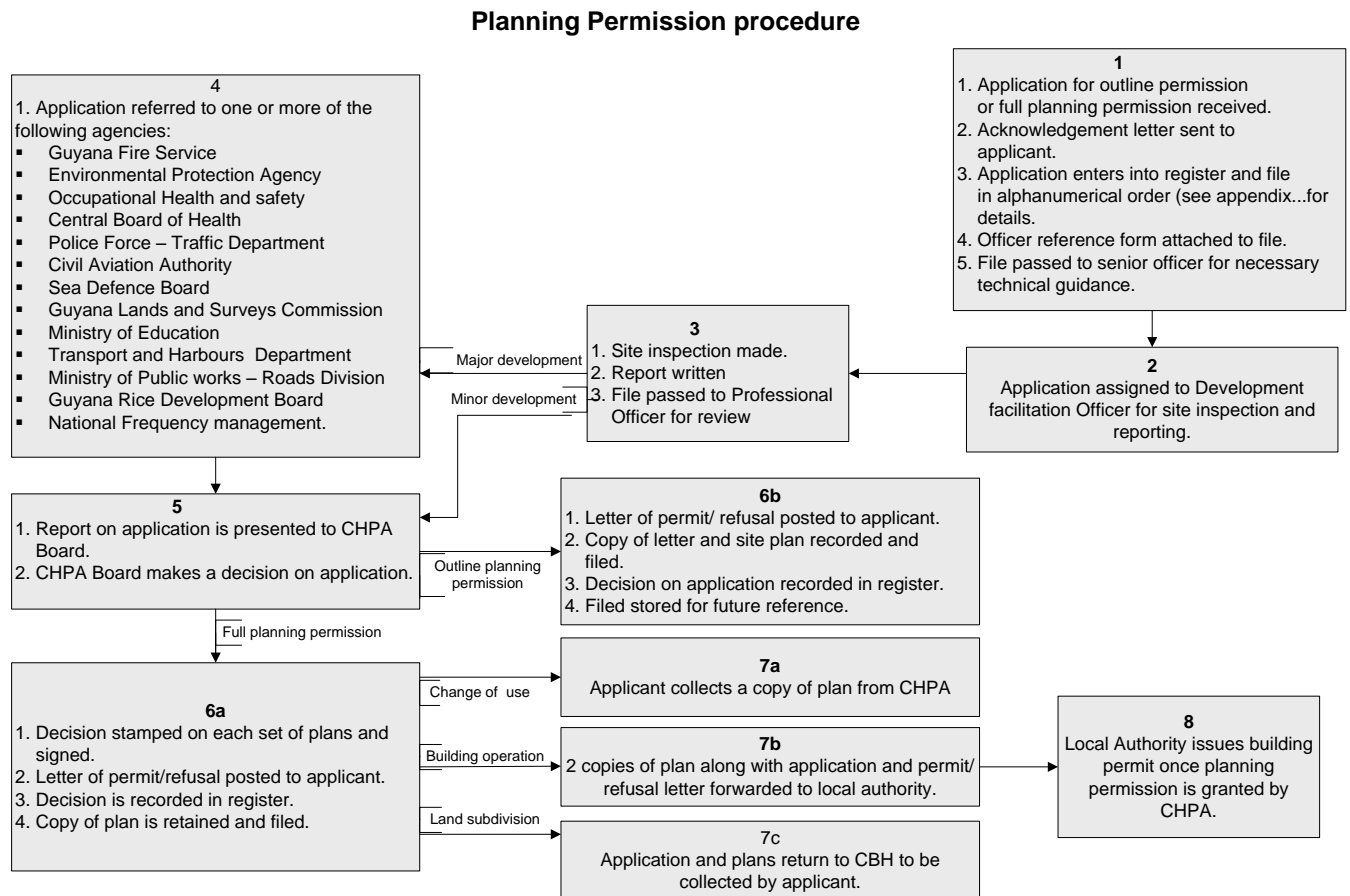 Planning Permission procedure
1
1. Application for outline permission
or full planning permission received.
2. Acknowledgement letter sent to
applicant.
3. Application enters into register and file
in alphanumerical order (see appendix...for
details.
4. Officer reference form attached to file.
5. File passed to senior officer for necessary
technical guidance.
2
Application assigned to Development
facilitation Officer for site inspection and
reporting.
3
1. Site inspection made.
2. Report written
3. File passed to Professional
Officer for review
Major development
Minor development
4
1. Application referred to one or more of the
following agencies:
▪ Guyana Fire Service
▪ Environmental Protection Agency
▪ Occupational Health and safety
▪ Central Board of Health
▪ Police Force – Traffic Department
▪ Civil Aviation Authority
▪ Sea Defence Board
▪ Guyana Lands and Surveys Commission
▪ Ministry of Education
▪ Transport and Harbours Department
▪ Ministry of Public works – Roads Division
▪ Guyana Rice Development Board
▪ National Frequency management.
5
1. Report on application is presented to CHPA
Board.
2. CHPA Board makes a decision on application.
Outline planning
permission
Full planning permission
6b
1. Letter of permit/ refusal posted to applicant.
2. Copy of letter and site plan recorded and
filed.
3. Decision on application recorded in register.
4. Filed stored for future reference.
6a
1. Decision stamped on each set of plans and
signed.
2. Letter of permit/refusal posted to applicant.
3. Decision is recorded in register.
4. Copy of plan is retained and filed.
Change of use
Building operation
Land subdivision
7a
Applicant collects a copy of plan from CHPA
7b
2 copies of plan along with application and permit/
refusal letter forwarded to local authority.
7c
Application and plans return to CBH to be
collected by applicant.
8
Local Authority issues building
permit once planning
permission is granted by
CHPA.